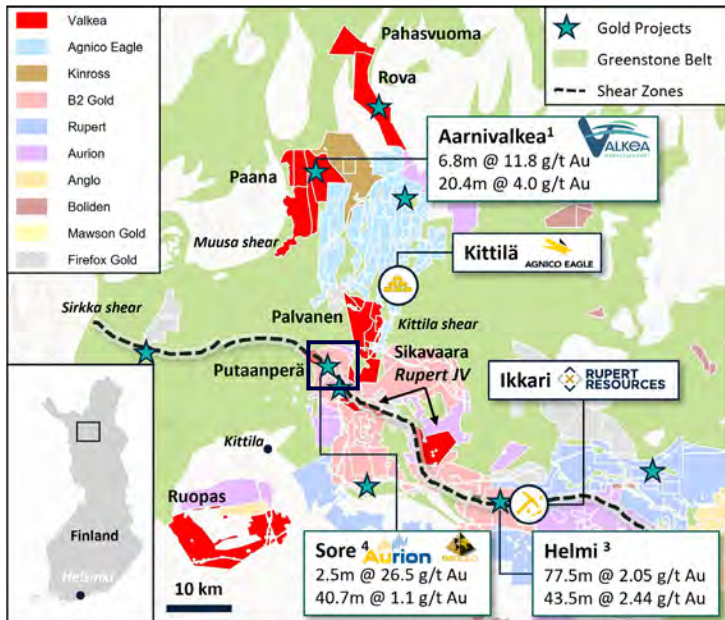 Valkea
Agnico Eagle
Kinross
B2 Gold
Rupert
Aurion
Anglo
Boliden
Mawson Gold
Firefox Gold
Gold Projects
Greenstone Belt
Shear Zones
Pahasvuoma
Rova
Aarnivalkea¹
VALKEA
6.8m @ 11.8 g/t Au
20.4m @ 4.0 g/t Au
Paana
Muusa shear
Kittilä
AGNICO EAGLE
Sirkka shear
Palvanen
Kittila shear
Putaanperä
Sikavaara
Rupert JV
Ikkari
RUPERT
RESOURCES
Kittila
Ruopas
Finland
Helsinki
10 km
Sore ⁴
Aurion
2.5m @ 26.5 g/t Au
40.7m @ 1.1 g/t Au
Helmi ³
77.5m @ 2.05 g/t Au
43.5m @ 2.44 g/t Au